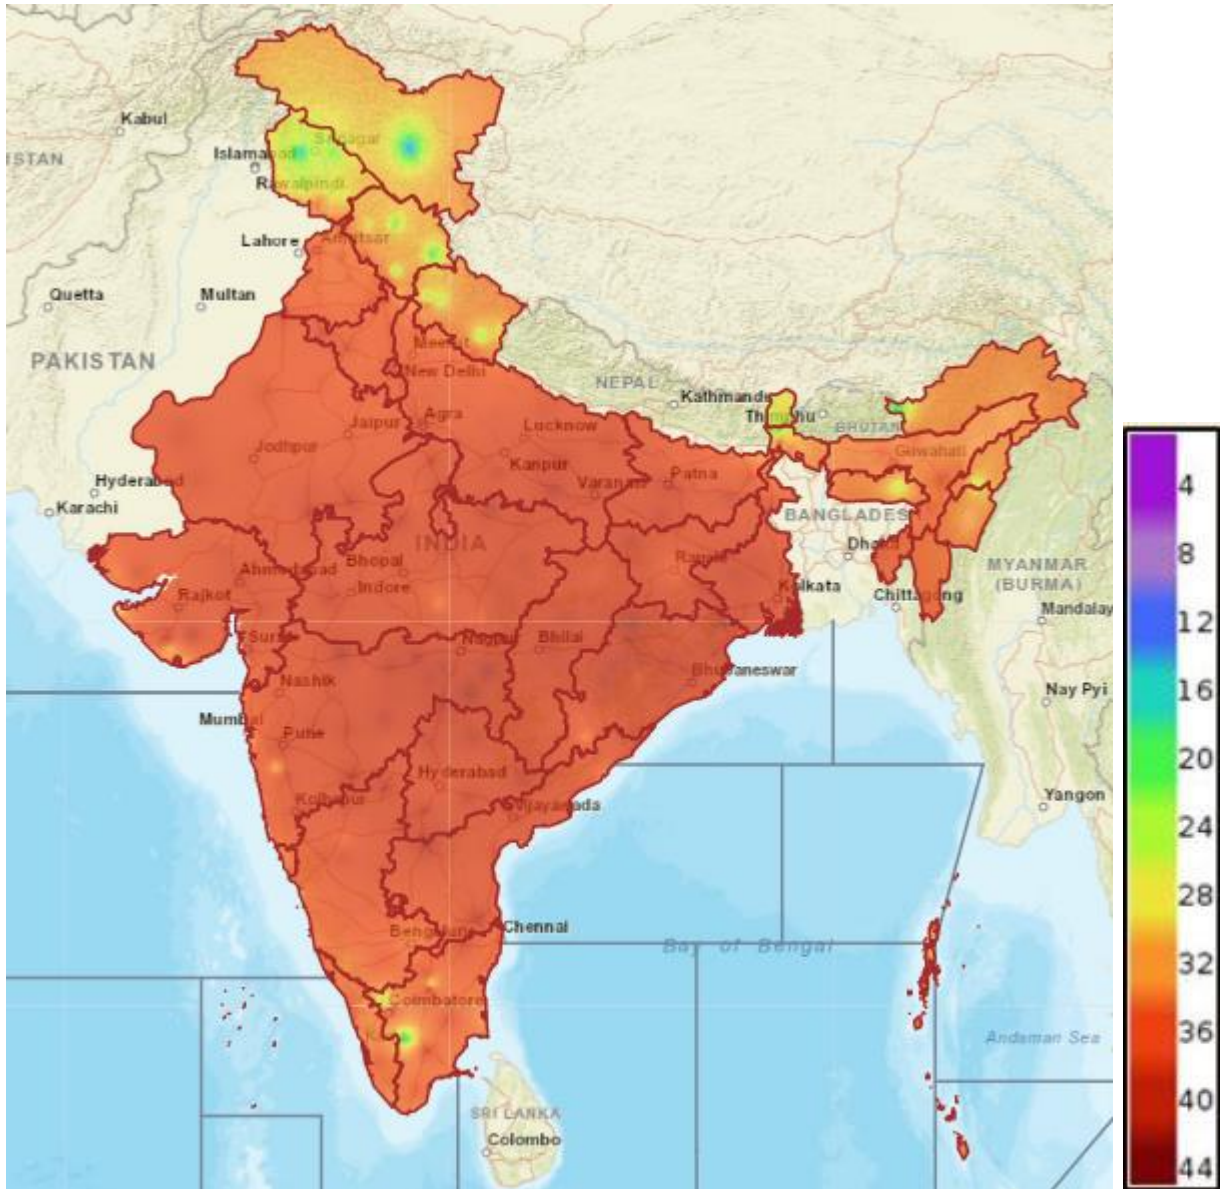 Kabul
ISTAN
Srinagar
Islamabad
Rawalpindi
Lahore
Amritsar
Quetta
Multan
PAKISTAN
Meerut
New Delhi
NEPAL
Kathmandu
Thimphu
BHUTAN
Jaipur
Agra
Lucknow
Guwahati
Jodhpur
Kanpur
Patna
Hyderabad
Varanasi
Karachi
BANGLADES
INDIA
Dhaka
Bhopal
Ranchi
MYANMAR
(BURMA)
Ahmedabad
Indore
Kolkata
Rajkot
Chittagong
Mandalay
Surat
Nagpur
Bhilai
Bhubaneswar
Nashik
Nay Pyi
Mumbai
Pune
Hyderabad
Kolhapur
Vijayawada
Yangon
Chennai
Bengaluru
Bay of Bengal
Coimbatore
Andaman Sea
SRI LANKA
Colombo
4
8
12
16
20
24
28
32
36
40
44